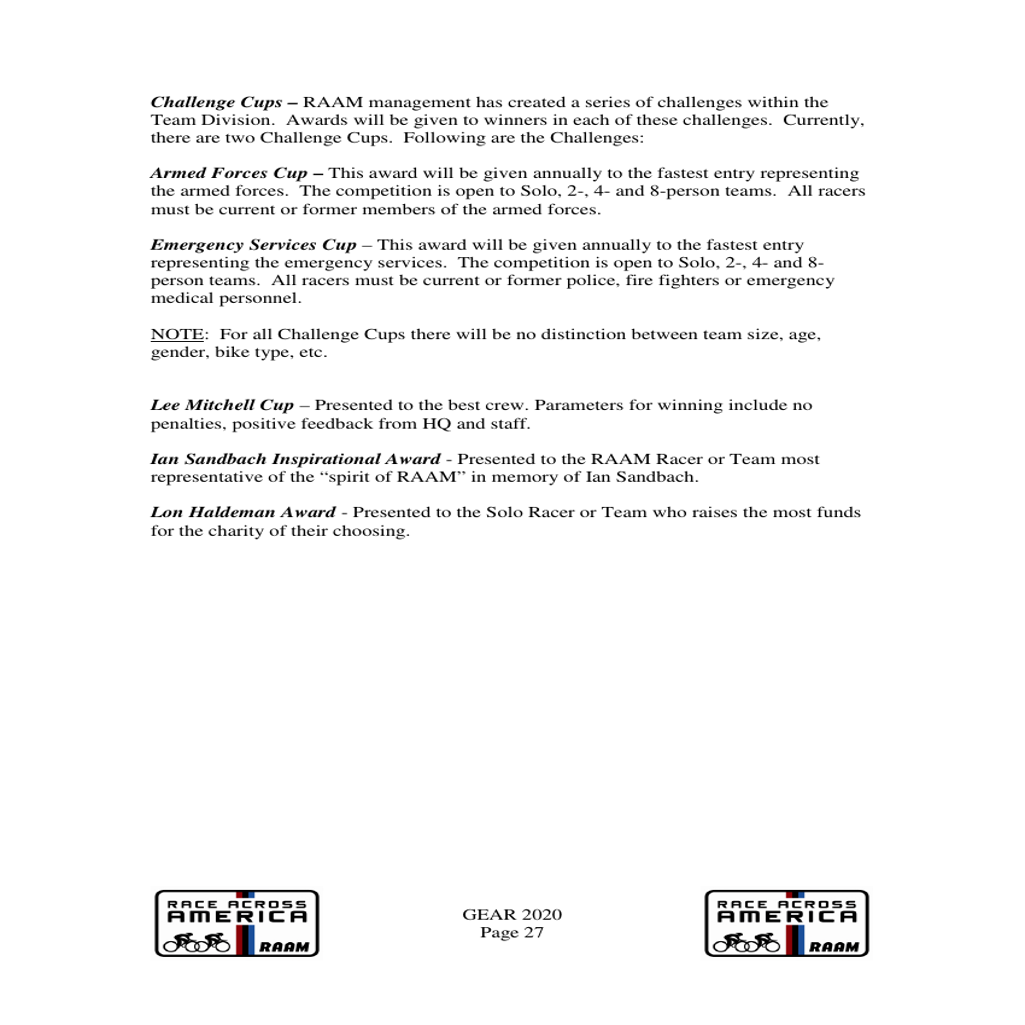 Challenge Cups – RAAM management has created a series of challenges within the
Team Division.  Awards will be given to winners in each of these challenges.  Currently,
there are two Challenge Cups.  Following are the Challenges:
Armed Forces Cup – This award will be given annually to the fastest entry representing
the armed forces.  The competition is open to Solo, 2-, 4- and 8-person teams.  All racers
must be current or former members of the armed forces.
Emergency Services Cup – This award will be given annually to the fastest entry
representing the emergency services.  The competition is open to Solo, 2-, 4- and 8-
person teams.  All racers must be current or former police, fire fighters or emergency
medical personnel.
NOTE:  For all Challenge Cups there will be no distinction between team size, age,
gender, bike type, etc.
Lee Mitchell Cup – Presented to the best crew. Parameters for winning include no
penalties, positive feedback from HQ and staff.
Ian Sandbach Inspirational Award - Presented to the RAAM Racer or Team most
representative of the “spirit of RAAM” in memory of Ian Sandbach.
Lon Haldeman Award - Presented to the Solo Racer or Team who raises the most funds
for the charity of their choosing.
RACE ACROSS
AMERICA
RAAM
GEAR 2020
Page 27
RACE ACROSS
AMERICA
RAAM